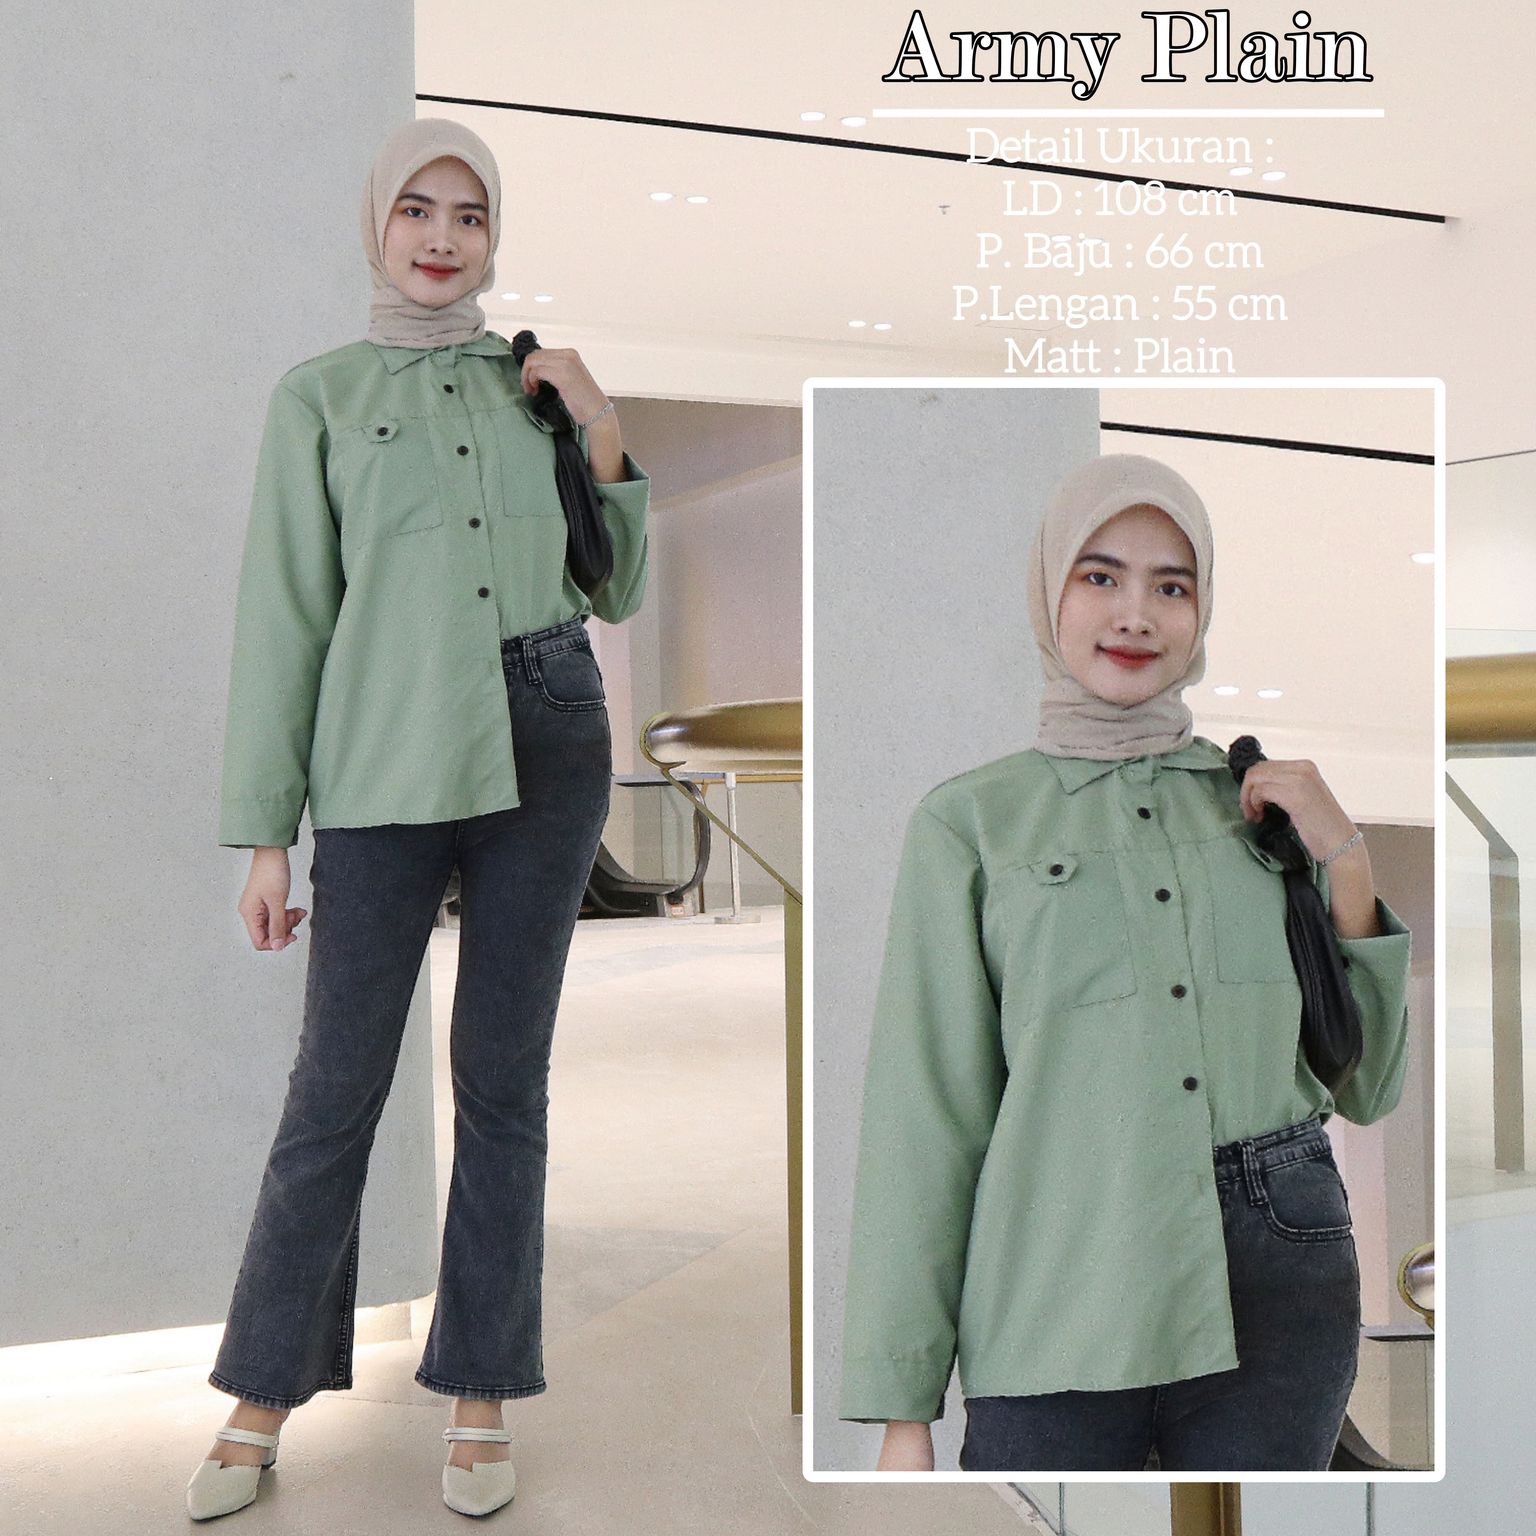 Army Plain
Detail Ukuran :
LD : 108 cm
P. Baju : 66 cm
P.Lengan : 55 cm
Matt : Plain